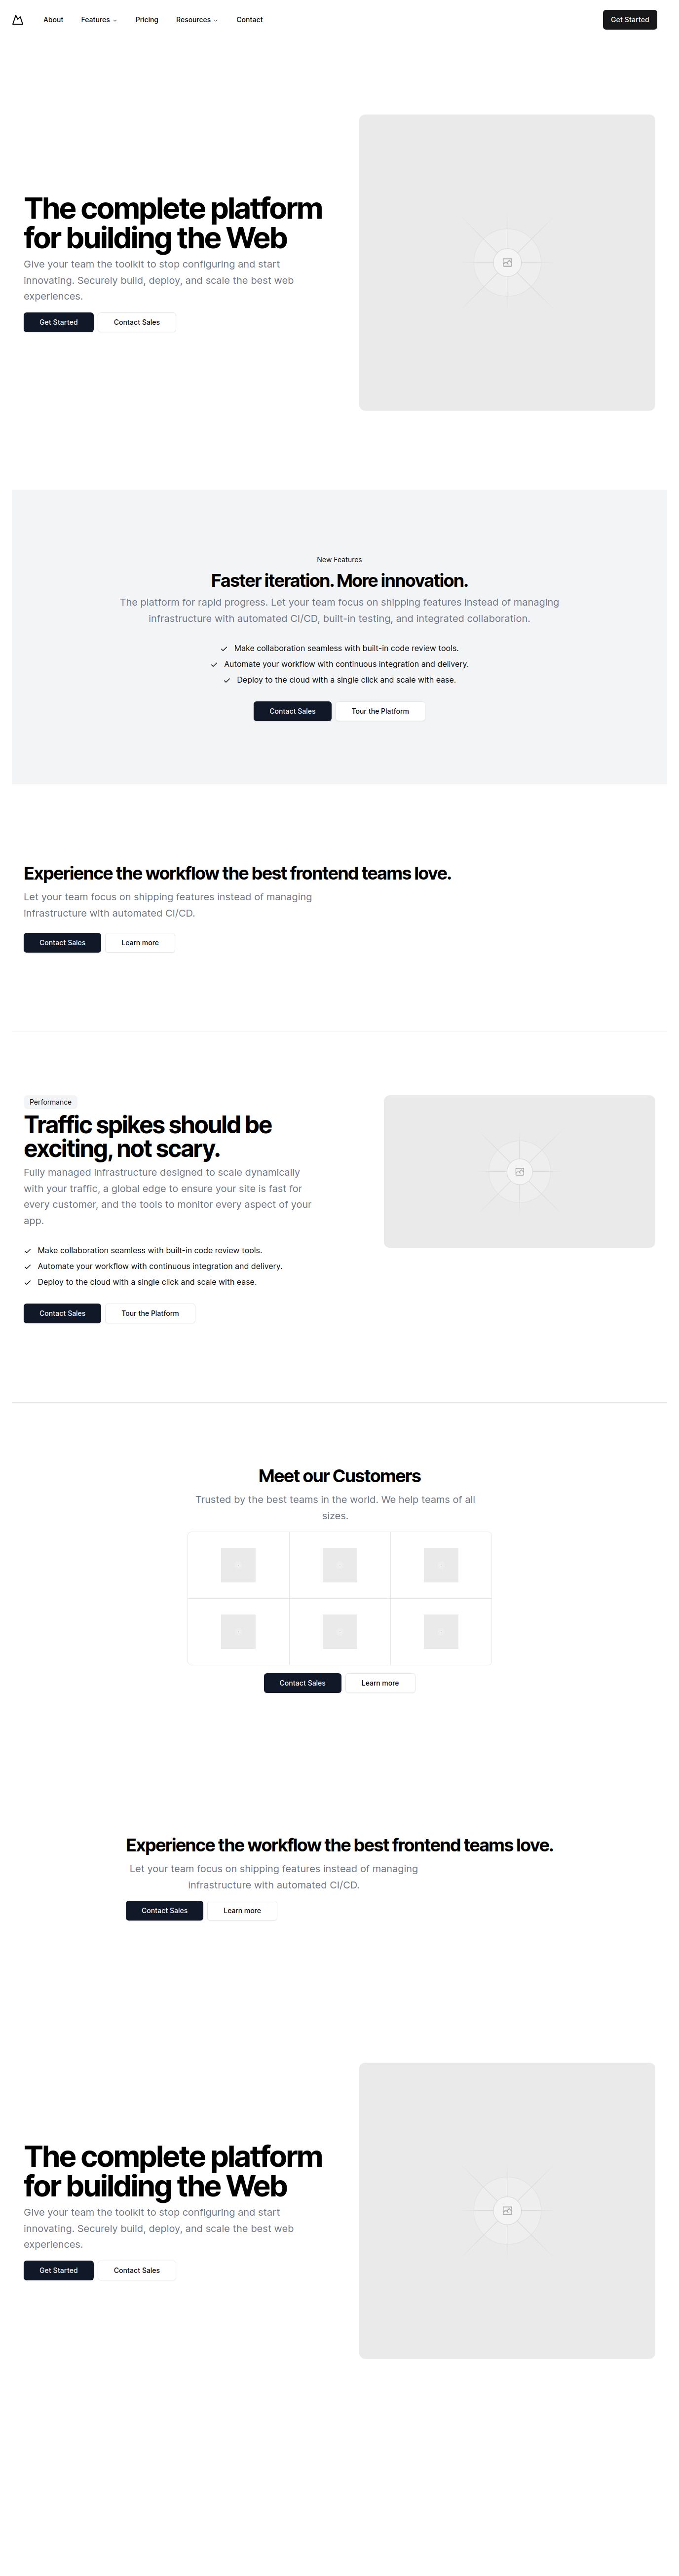 About Features Pricing Resources Contact Get Started
The complete platform
for building the Web
Give your team the toolkit to stop configuring and start
innovating. Securely build, deploy, and scale the best web
experiences.
Get Started Contact Sales
New Features
Faster iteration. More innovation.
The platform for rapid progress. Let your team focus on shipping features instead of managing
infrastructure with automated CI/CD, built-in testing, and integrated collaboration.
Make collaboration seamless with built-in code review tools.
Automate your workflow with continuous integration and delivery.
Deploy to the cloud with a single click and scale with ease.
Contact Sales Tour the Platform
Experience the workflow the best frontend teams love.
Let your team focus on shipping features instead of managing
infrastructure with automated CI/CD.
Contact Sales Learn more
Performance
Traffic spikes should be
exciting, not scary.
Fully managed infrastructure designed to scale dynamically
with your traffic, a global edge to ensure your site is fast for
every customer, and the tools to monitor every aspect of your
app.
Make collaboration seamless with built-in code review tools.
Automate your workflow with continuous integration and delivery.
Deploy to the cloud with a single click and scale with ease.
Contact Sales Tour the Platform
Meet our Customers
Trusted by the best teams in the world. We help teams of all
sizes.
Contact Sales Learn more
Experience the workflow the best frontend teams love.
Let your team focus on shipping features instead of managing
infrastructure with automated CI/CD.
Contact Sales Learn more
The complete platform
for building the Web
Give your team the toolkit to stop configuring and start
innovating. Securely build, deploy, and scale the best web
experiences.
Get Started Contact Sales